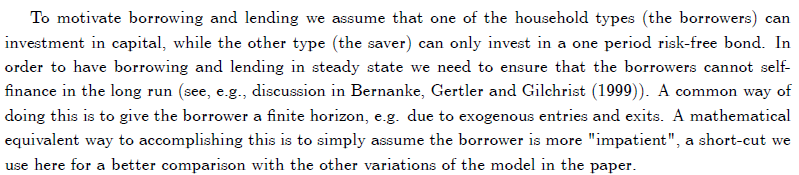 To motivate borrowing and lending we assume that one of the household types (the borrowers) can
investment in capital, while the other type (the saver) can only invest in a one period risk-free bond. In
order to have borrowing and lending in steady state we need to ensure that the borrowers cannot self-
finance in the long run (see, e.g., discussion in Bernanke, Gertler and Gilchrist (1999)). A common way of
doing this is to give the borrower a finite horizon, e.g. due to exogenous entries and exits. A mathematical
equivalent way to accomplishing this is to simply assume the borrower is more "impatient", a short-cut we
use here for a better comparison with the other variations of the model in the paper.